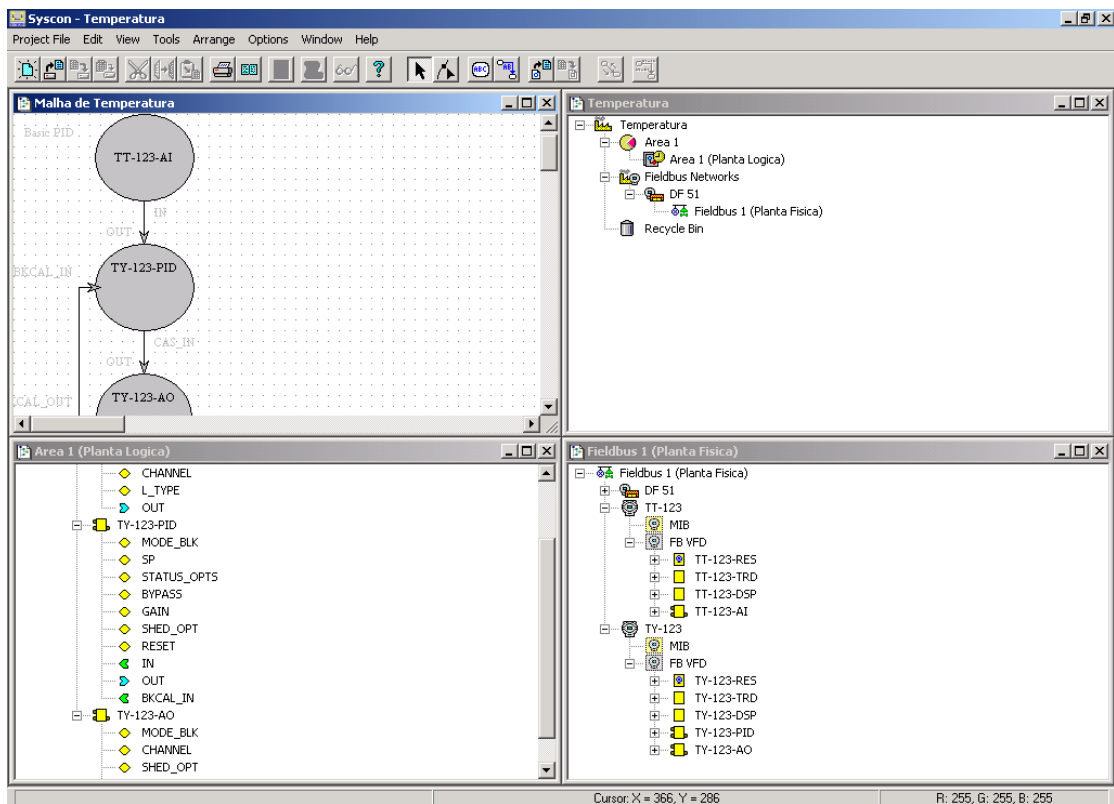 Syscon - Temperatura
Project File Edit View Tools Arrange Options Window Help
Malha de Temperatura
Basic PID
TT-123-AI
IN
OUT
BKCAL_IN
TY-123-PID
CAS_IN
OUT
CAL_OUT
TY-123-AO
Temperatura
Temperatura
Area 1
Area 1 (Planta Logica)
Fieldbus Networks
DF 51
Fieldbus 1 (Planta Fisica)
Recycle Bin
Area 1 (Planta Logica)
CHANNEL
L_TYPE
OUT
TY-123-PID
MODE_BLK
SP
STATUS_OPTS
BYPASS
GAIN
SHED_OPT
RESET
IN
OUT
BKCAL_IN
TY-123-AO
MODE_BLK
CHANNEL
SHED_OPT
Fieldbus 1 (Planta Fisica)
Fieldbus 1 (Planta Fisica)
DF 51
TT-123
MIB
FB VFD
TT-123-RES
TT-123-TRD
TT-123-DSP
TT-123-AI
TY-123
MIB
FB VFD
TY-123-RES
TY-123-TRD
TY-123-DSP
TY-123-PID
TY-123-AO
Cursor: X = 366, Y = 286
R: 255, G: 255, B: 255